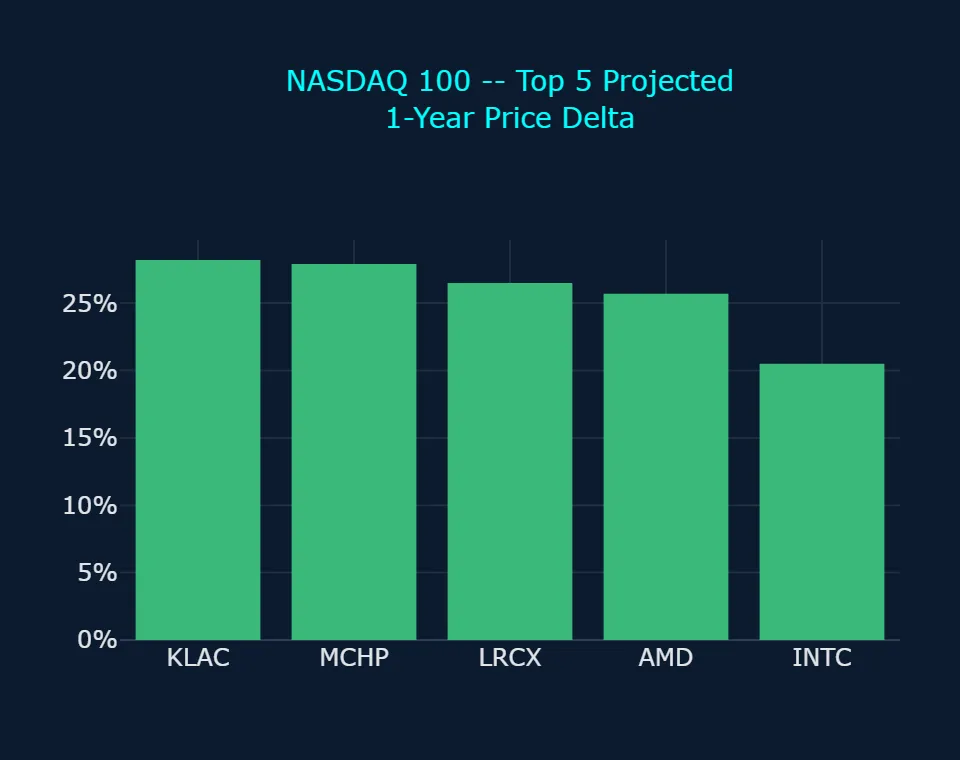 NASDAQ 100 -- Top 5 Projected
1-Year Price Delta
25%
20%
15%
10%
5%
0%
KLAC MCHP LRCX AMD INTC